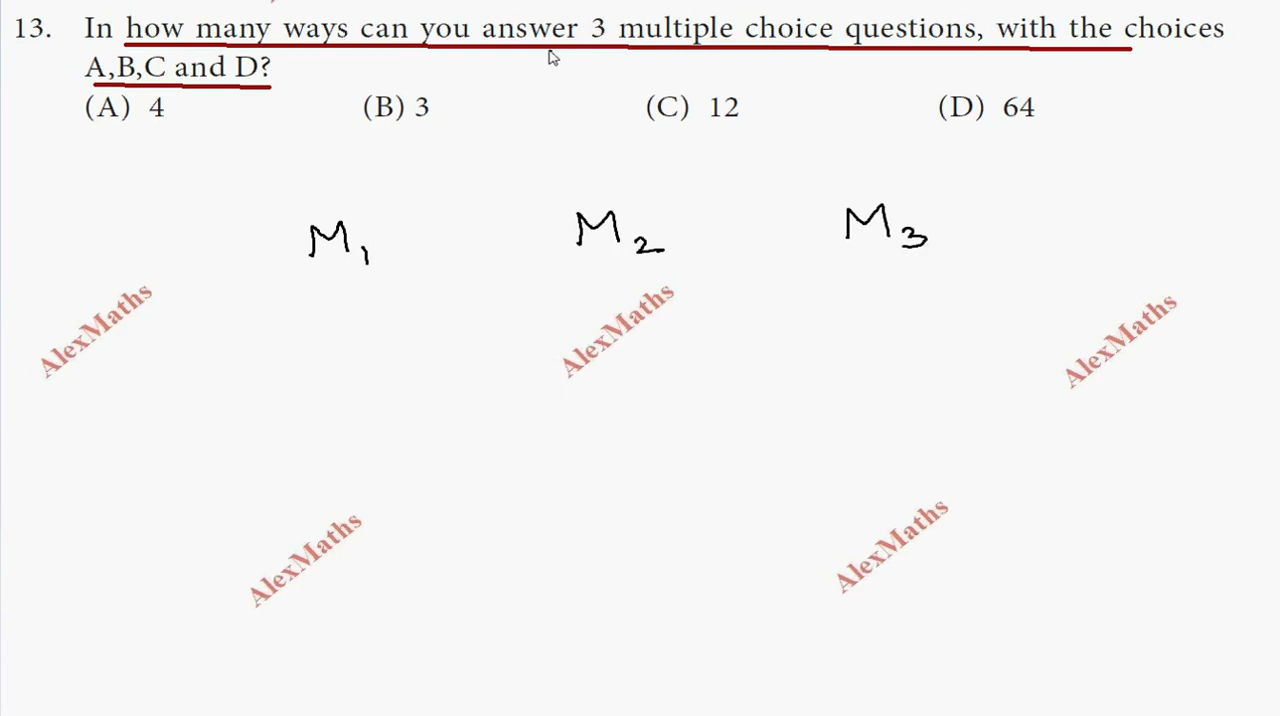 13. In how many ways can you answer 3 multiple choice questions, with the choices
A,B,C and D?
(A) 4 (B) 3 (C) 12 (D) 64
M1 M2 M3
AlexMaths AlexMaths AlexMaths
AlexMaths AlexMaths